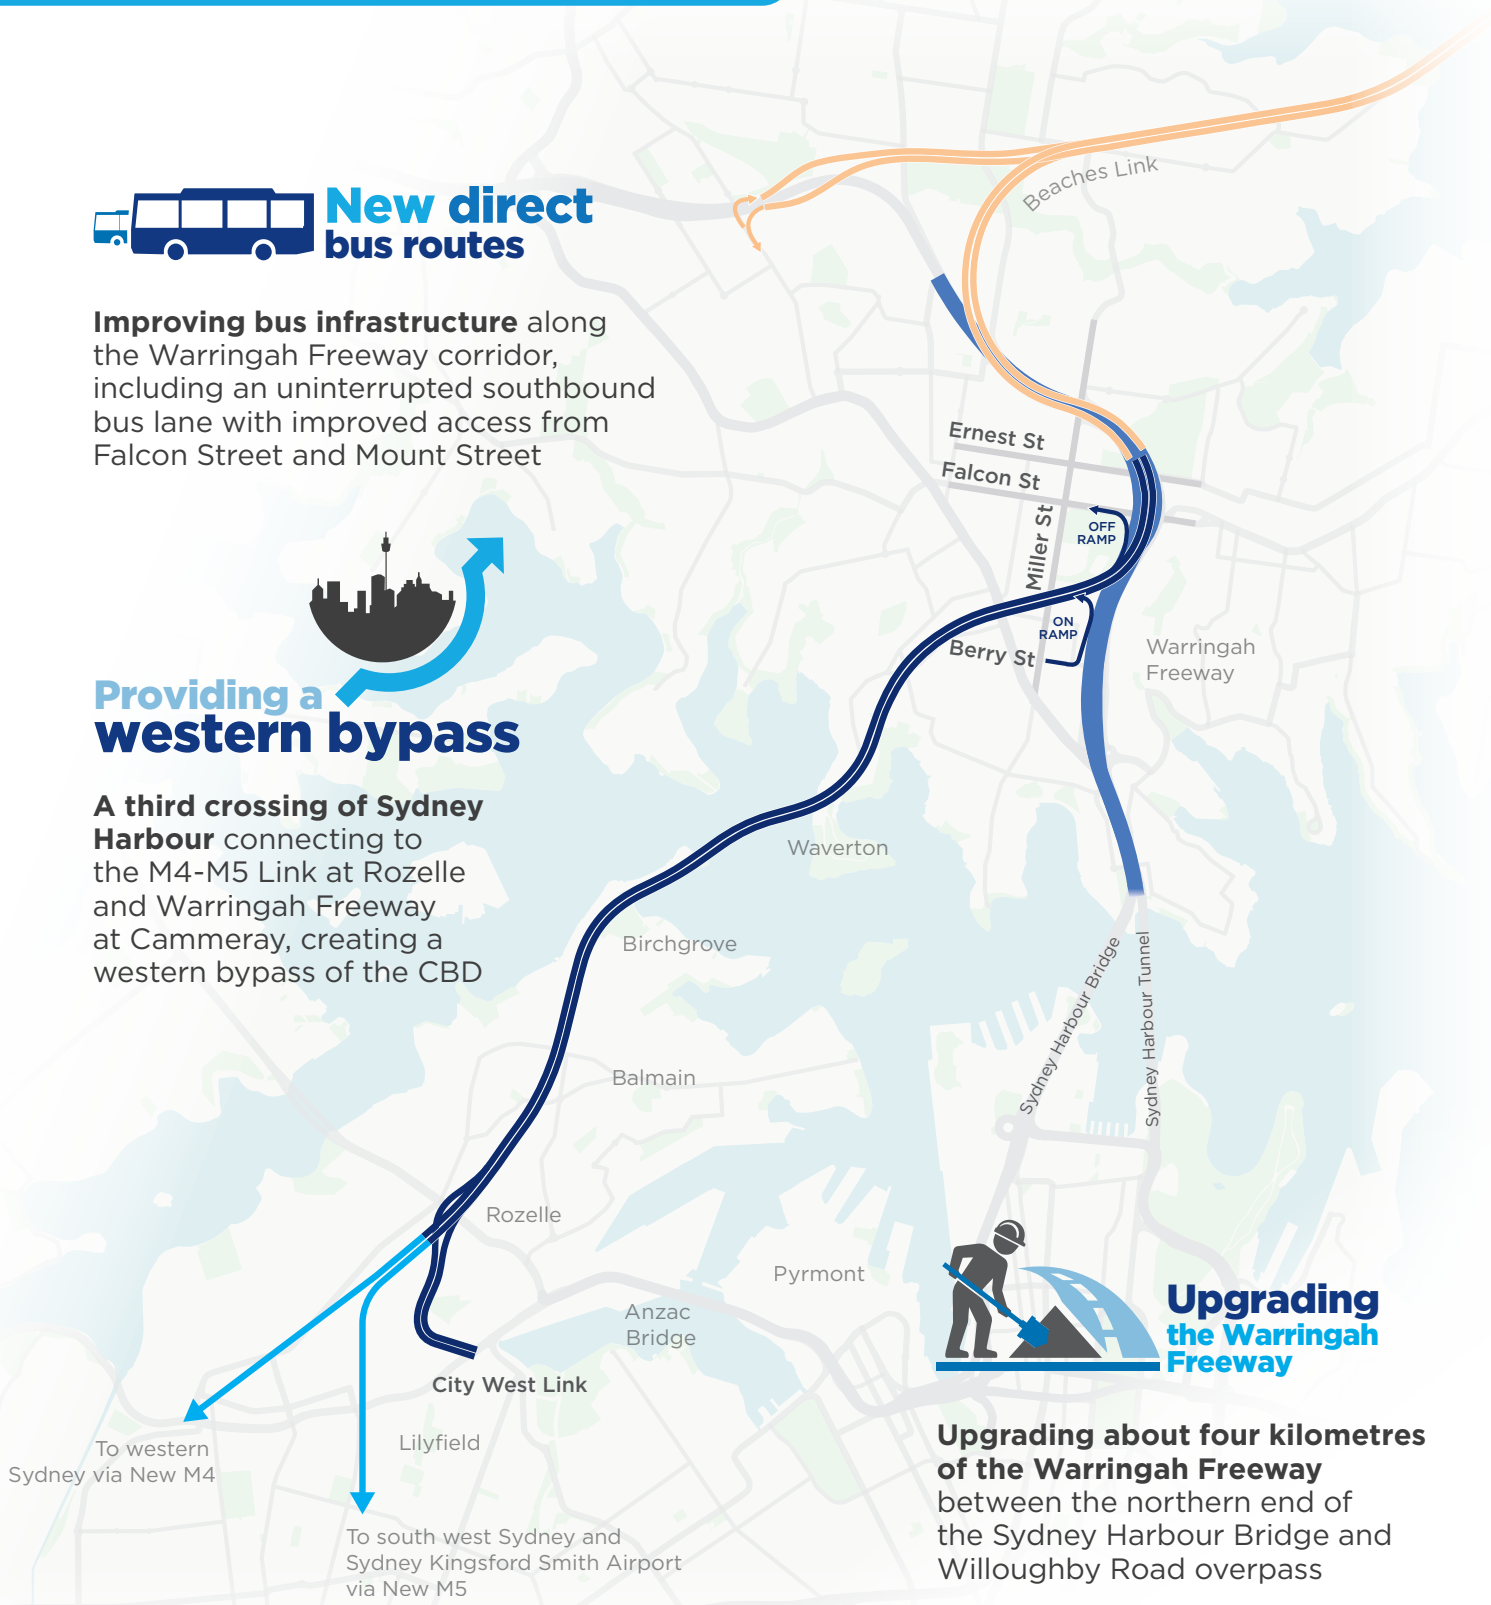 New direct
bus routes
Improving bus infrastructure along
the Warringah Freeway corridor,
including an uninterrupted southbound
bus lane with improved access from
Falcon Street and Mount Street
Providing a
western bypass
A third crossing of Sydney
Harbour connecting to
the M4-M5 Link at Rozelle
and Warringah Freeway
at Cammeray, creating a
western bypass of the CBD
Beaches Link
Ernest St
Falcon St
Miller St
OFF
RAMP
ON
RAMP
Berry St
Warringah
Freeway
Waverton
Birchgrove
Sydney Harbour Bridge
Sydney Harbour Tunnel
Balmain
Rozelle
Pyrmont
Anzac
Bridge
City West Link
Lilyfield
To western
Sydney via New M4
To south west Sydney and
Sydney Kingsford Smith Airport
via New M5
Upgrading
the Warringah
Freeway
Upgrading about four kilometres
of the Warringah Freeway
between the northern end of
the Sydney Harbour Bridge and
Willoughby Road overpass